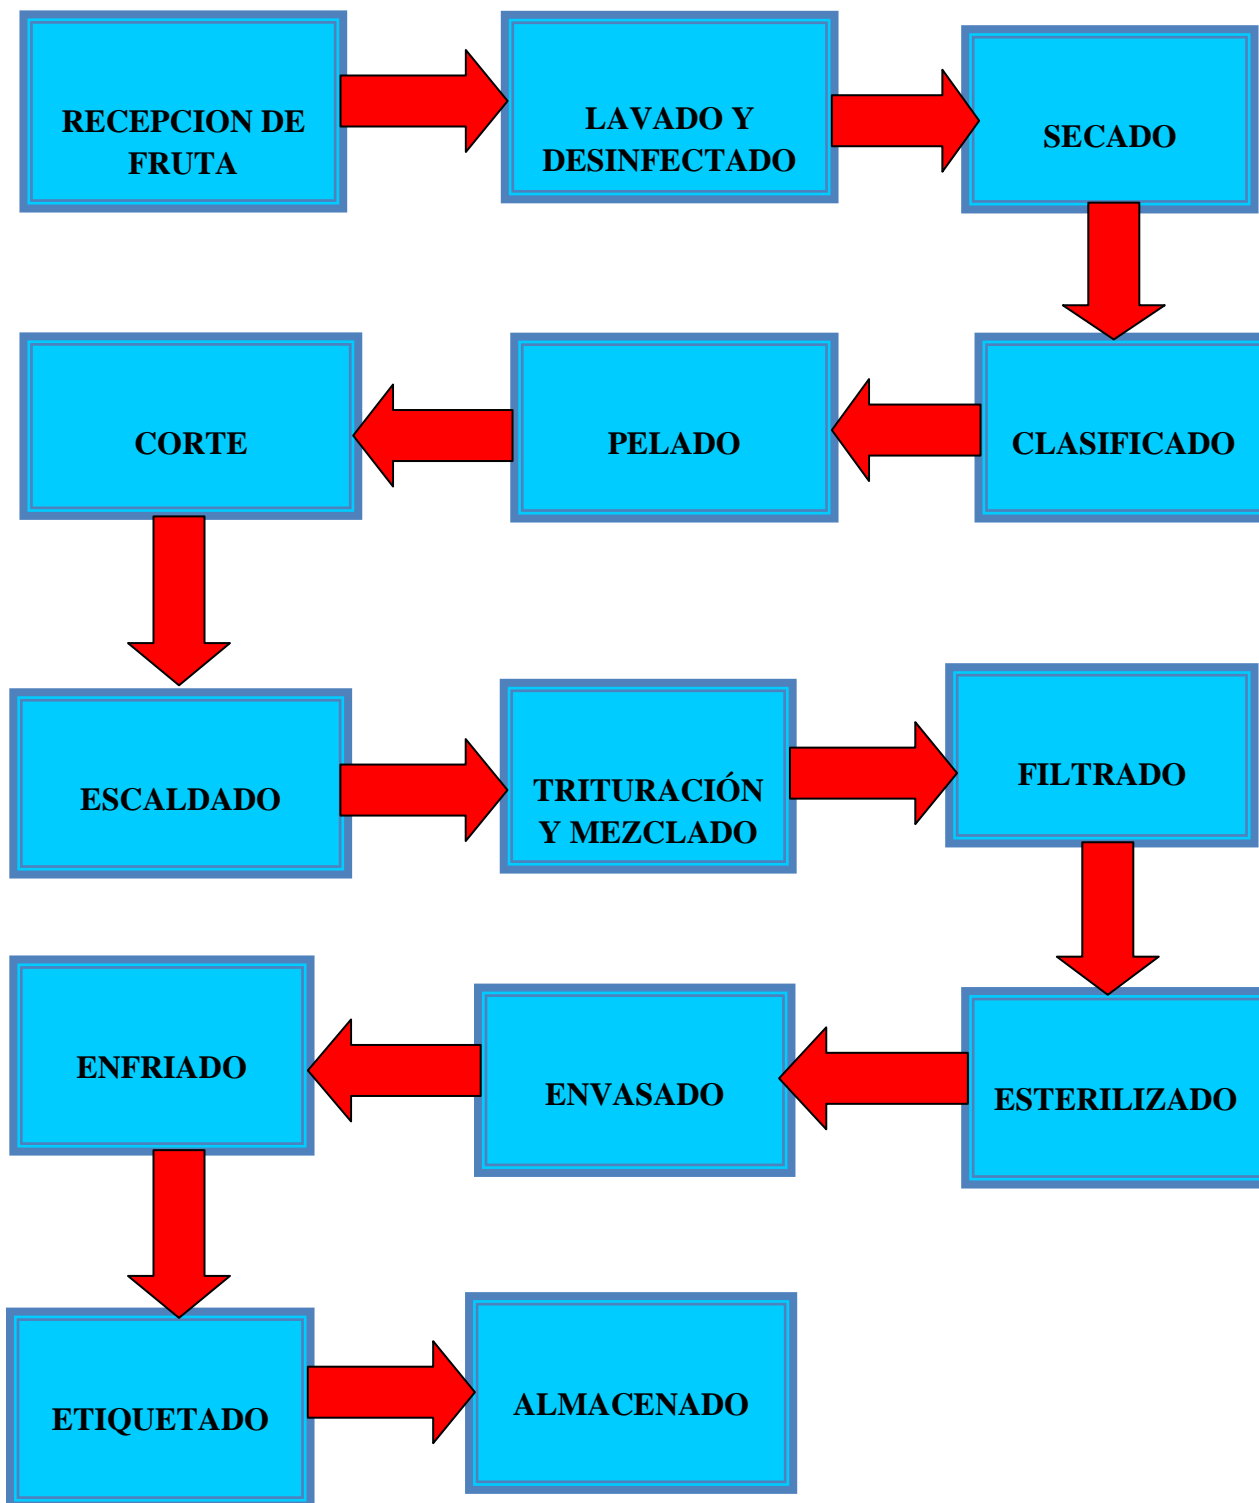 RECEPCION DE
FRUTA
LAVADO Y
DESINFECTADO
SECADO
CLASIFICADO
PELADO
CORTE
ESCALDADO
TRITURACIÓN
Y MEZCLADO
FILTRADO
ESTERILIZADO
ENVASADO
ENFRIADO
ETIQUETADO
ALMACENADO